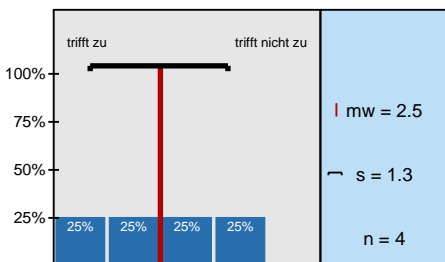 trifft zu trifft nicht zu
100%
75%
50%
25%
25% 25% 25% 25%
mw = 2.5
s = 1.3
n = 4